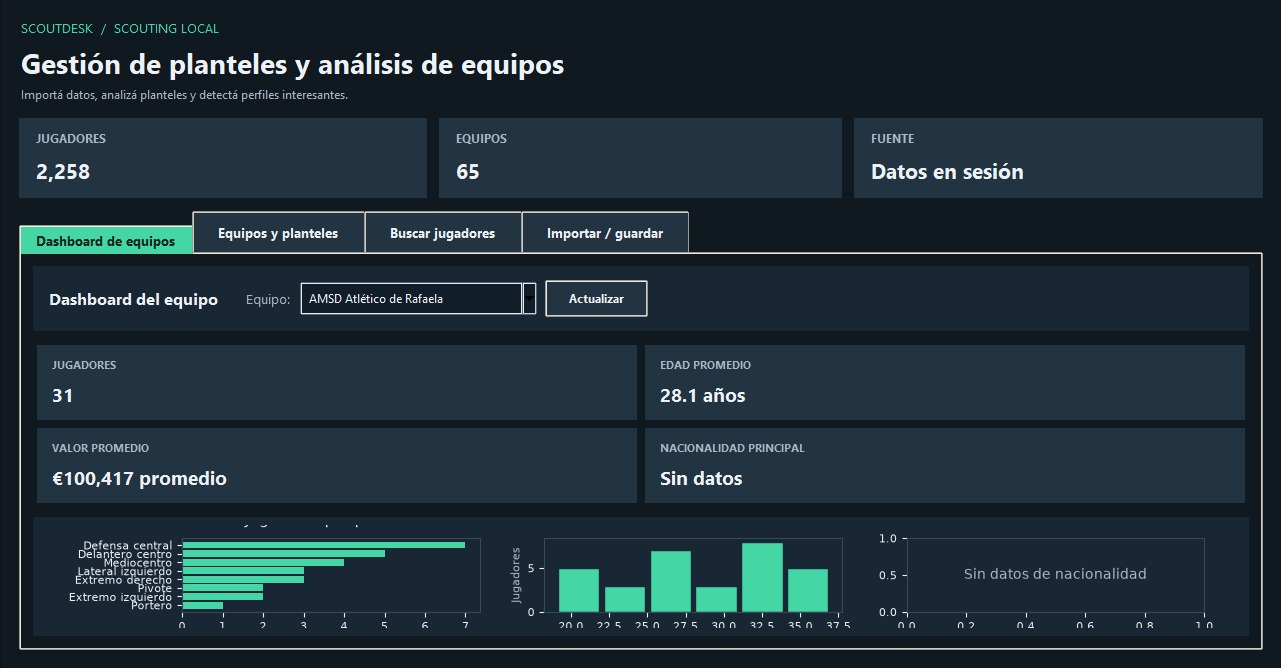 SCOUTDESK / SCOUTING LOCAL
Gestión de planteles y análisis de equipos
Importá datos, analizá planteles y detectá perfiles interesantes.
JUGADORES
2,258
EQUIPOS
65
FUENTE
Datos en sesión
Dashboard de equipos
Equipos y planteles
Buscar jugadores
Importar / guardar
Dashboard del equipo
Equipo:
AMSD Atlético de Rafaela
Actualizar
JUGADORES
31
EDAD PROMEDIO
28.1 años
VALOR PROMEDIO
€100,417 promedio
NACIONALIDAD PRINCIPAL
Sin datos
Defensa central
Delantero centro
Mediocentro
Lateral izquierdo
Extremo derecho
Pivote
Extremo izquierdo
Portero
0 1 2 3 4 5 6 7
Jugadores
5
0
20.0 22.5 25.0 27.5 30.0 32.5 35.0 37.5
1.0
0.5
0.0
Sin datos de nacionalidad
0.0 0.2 0.4 0.6 0.8 1.0